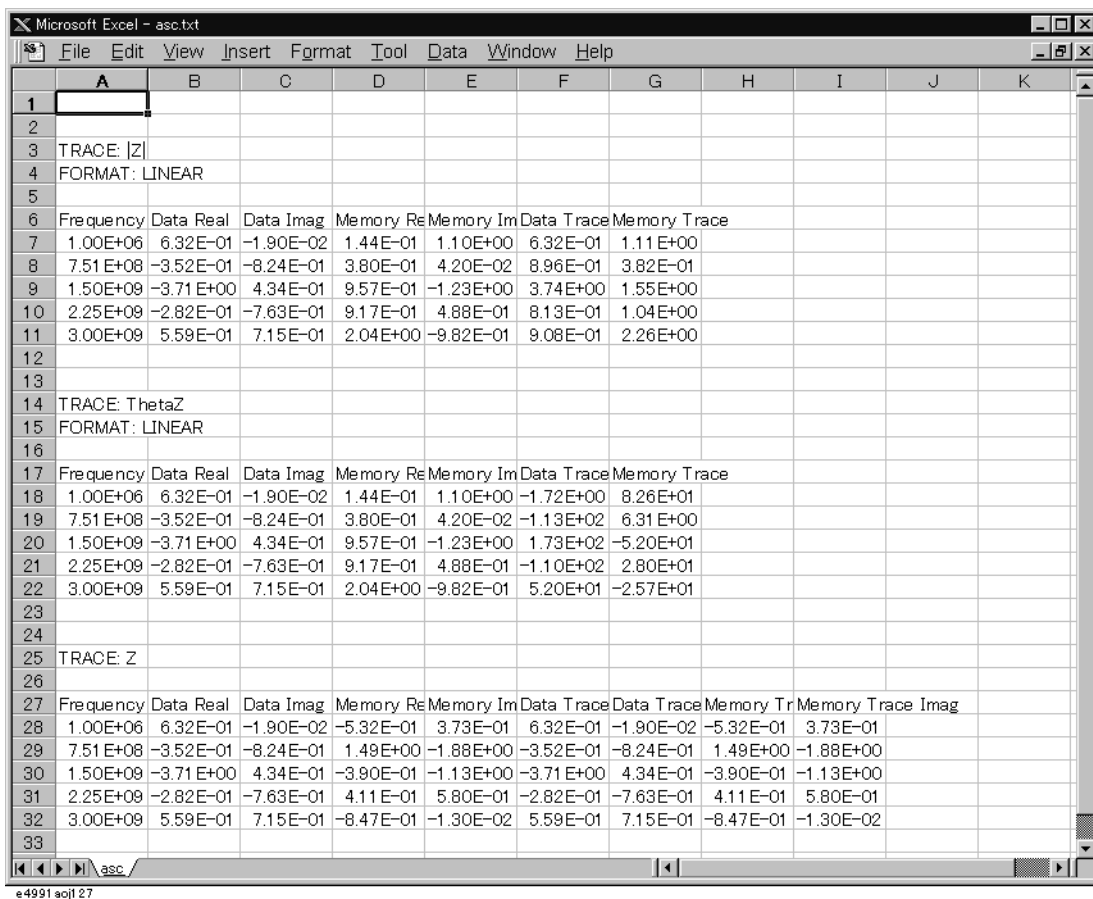 Microsoft Excel - asc.txt
File Edit View Insert Format Tool Data Window Help
A B C D E F G H I J K
1
2
3 TRACE: |Z|
4 FORMAT: LINEAR
5
6 Frequency Data Real Data Imag Memory Re Memory Im Data Trace Memory Trace
7 1.00E+06 6.32E-01 -1.90E-02 1.44E-01 1.10E+00 6.32E-01 1.11E+00
8 7.51E+08 -3.52E-01 -8.24E-01 3.80E-01 4.20E-02 8.96E-01 3.82E-01
9 1.50E+09 -3.71E+00 4.34E-01 9.57E-01 -1.23E+00 3.74E+00 1.55E+00
10 2.25E+09 -2.82E-01 -7.63E-01 9.17E-01 4.88E-01 8.13E-01 1.04E+00
11 3.00E+09 5.59E-01 7.15E-01 2.04E+00 -9.82E-01 9.08E-01 2.26E+00
12
13
14 TRACE: ThetaZ
15 FORMAT: LINEAR
16
17 Frequency Data Real Data Imag Memory Re Memory Im Data Trace Memory Trace
18 1.00E+06 6.32E-01 -1.90E-02 1.44E-01 1.10E+00 -1.72E+00 8.26E+01
19 7.51E+08 -3.52E-01 -8.24E-01 3.80E-01 4.20E-02 -1.13E+02 6.31E+00
20 1.50E+09 -3.71E+00 4.34E-01 9.57E-01 -1.23E+00 1.73E+02 -5.20E+01
21 2.25E+09 -2.82E-01 -7.63E-01 9.17E-01 4.88E-01 -1.10E+02 2.80E+01
22 3.00E+09 5.59E-01 7.15E-01 2.04E+00 -9.82E-01 5.20E+01 -2.57E+01
23
24
25 TRACE: Z
26
27 Frequency Data Real Data Imag Memory Re Memory Im Data Trace Data Trace Memory Tr Memory Trace Imag
28 1.00E+06 6.32E-01 -1.90E-02 -5.32E-01 3.73E-01 6.32E-01 -1.90E-02 -5.32E-01 3.73E-01
29 7.51E+08 -3.52E-01 -8.24E-01 1.49E+00 -1.88E+00 -3.52E-01 -8.24E-01 1.49E+00 -1.88E+00
30 1.50E+09 -3.71E+00 4.34E-01 -3.90E-01 -1.13E+00 -3.71E+00 4.34E-01 -3.90E-01 -1.13E+00
31 2.25E+09 -2.82E-01 -7.63E-01 4.11E-01 5.80E-01 -2.82E-01 -7.63E-01 4.11E-01 5.80E-01
32 3.00E+09 5.59E-01 7.15E-01 -8.47E-01 -1.30E-02 5.59E-01 7.15E-01 -8.47E-01 -1.30E-02
33
asc
e4991aoj127